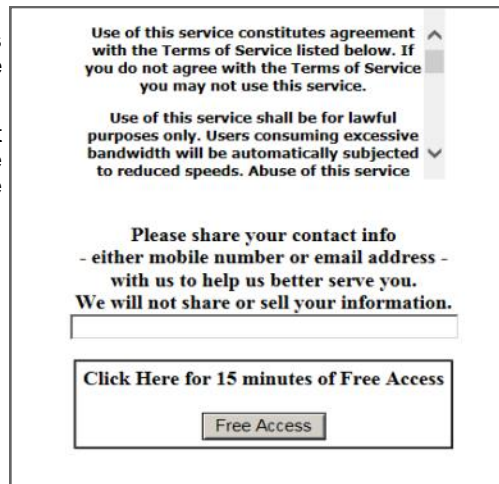 Use of this service constitutes agreement
with the Terms of Service listed below. If
you do not agree with the Terms of Service
you may not use this service.
Use of this service shall be for lawful
purposes only. Users consuming excessive
bandwidth will be automatically subjected
to reduced speeds. Abuse of this service
Please share your contact info
- either mobile number or email address -
with us to help us better serve you.
We will not share or sell your information.
Click Here for 15 minutes of Free Access
Free Access